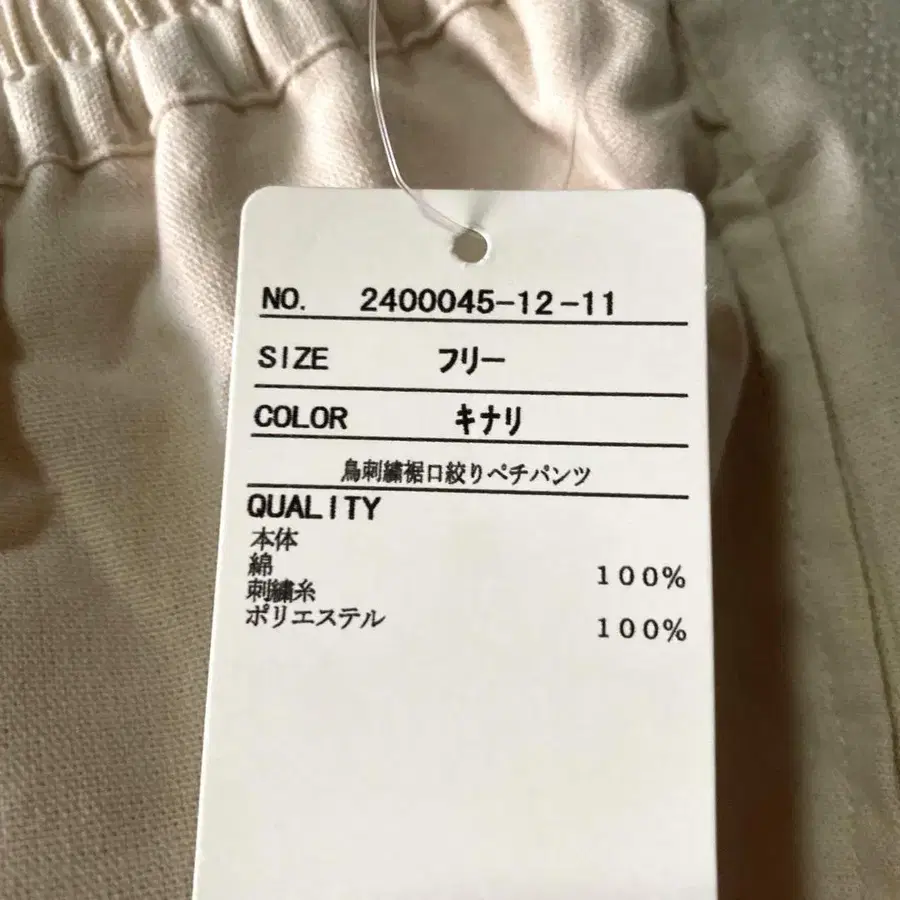 NO. 2400045-12-11
SIZE フリー
COLOR キナリ
鳥刺繍裾口絞りペチパンツ
QUALITY
本体
綿 100%
刺繍糸
ポリエステル 100%